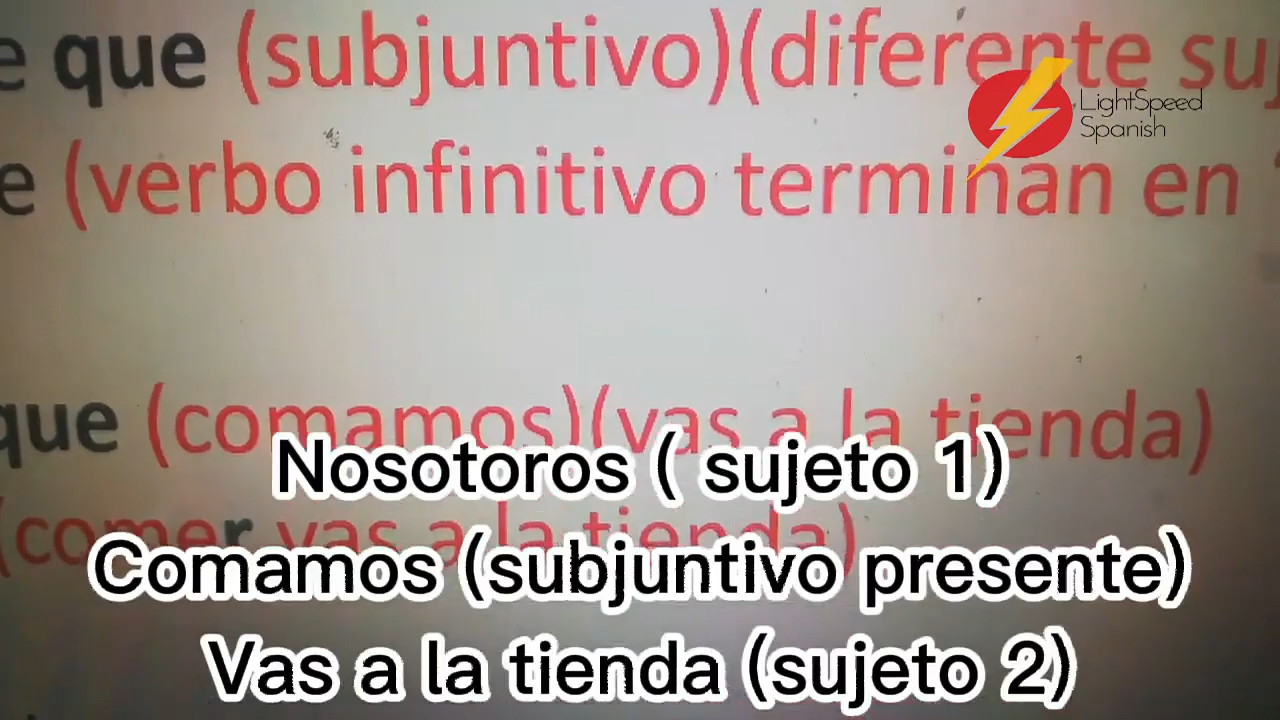 e que (subjuntivo)(diferente suj
LightSpeed
Spanish
e (verbo infinitivo terminan en
que (comamos)(vas a la tienda)
Nosotoros ( sujeto 1)
(comer vas a la tienda)
Comamos (subjuntivo presente)
Vas a la tienda (sujeto 2)